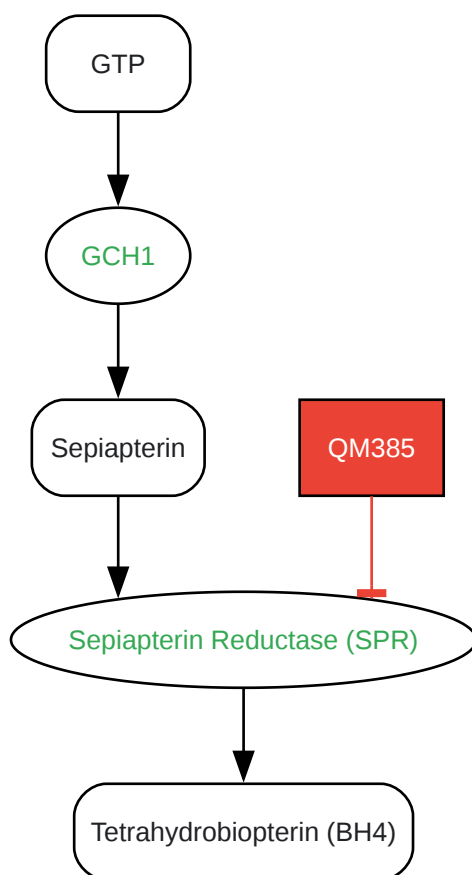 GTP
GCH1
Sepiapterin
QM385
Sepiapterin Reductase (SPR)
Tetrahydrobiopterin (BH4)